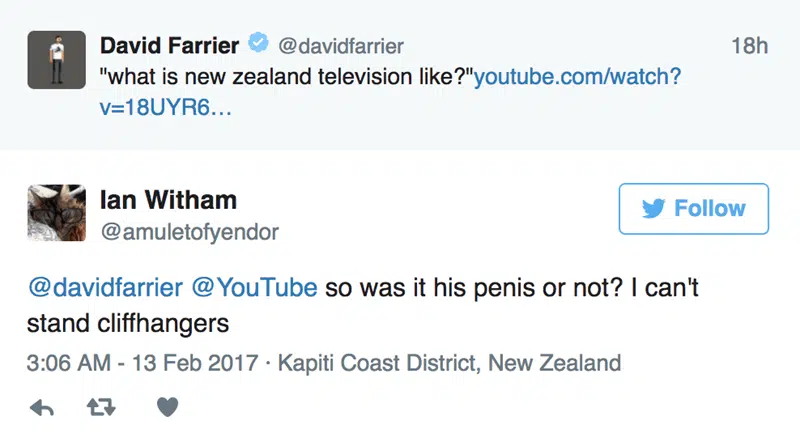 David Farrier @davidfarrier 18h
"what is new zealand television like?"youtube.com/watch?
v=18UYR6...
Ian Witham
@amuletofyendor
Follow
@davidfarrier @YouTube so was it his penis or not? I can't
stand cliffhangers
3:06 AM - 13 Feb 2017 · Kapiti Coast District, New Zealand